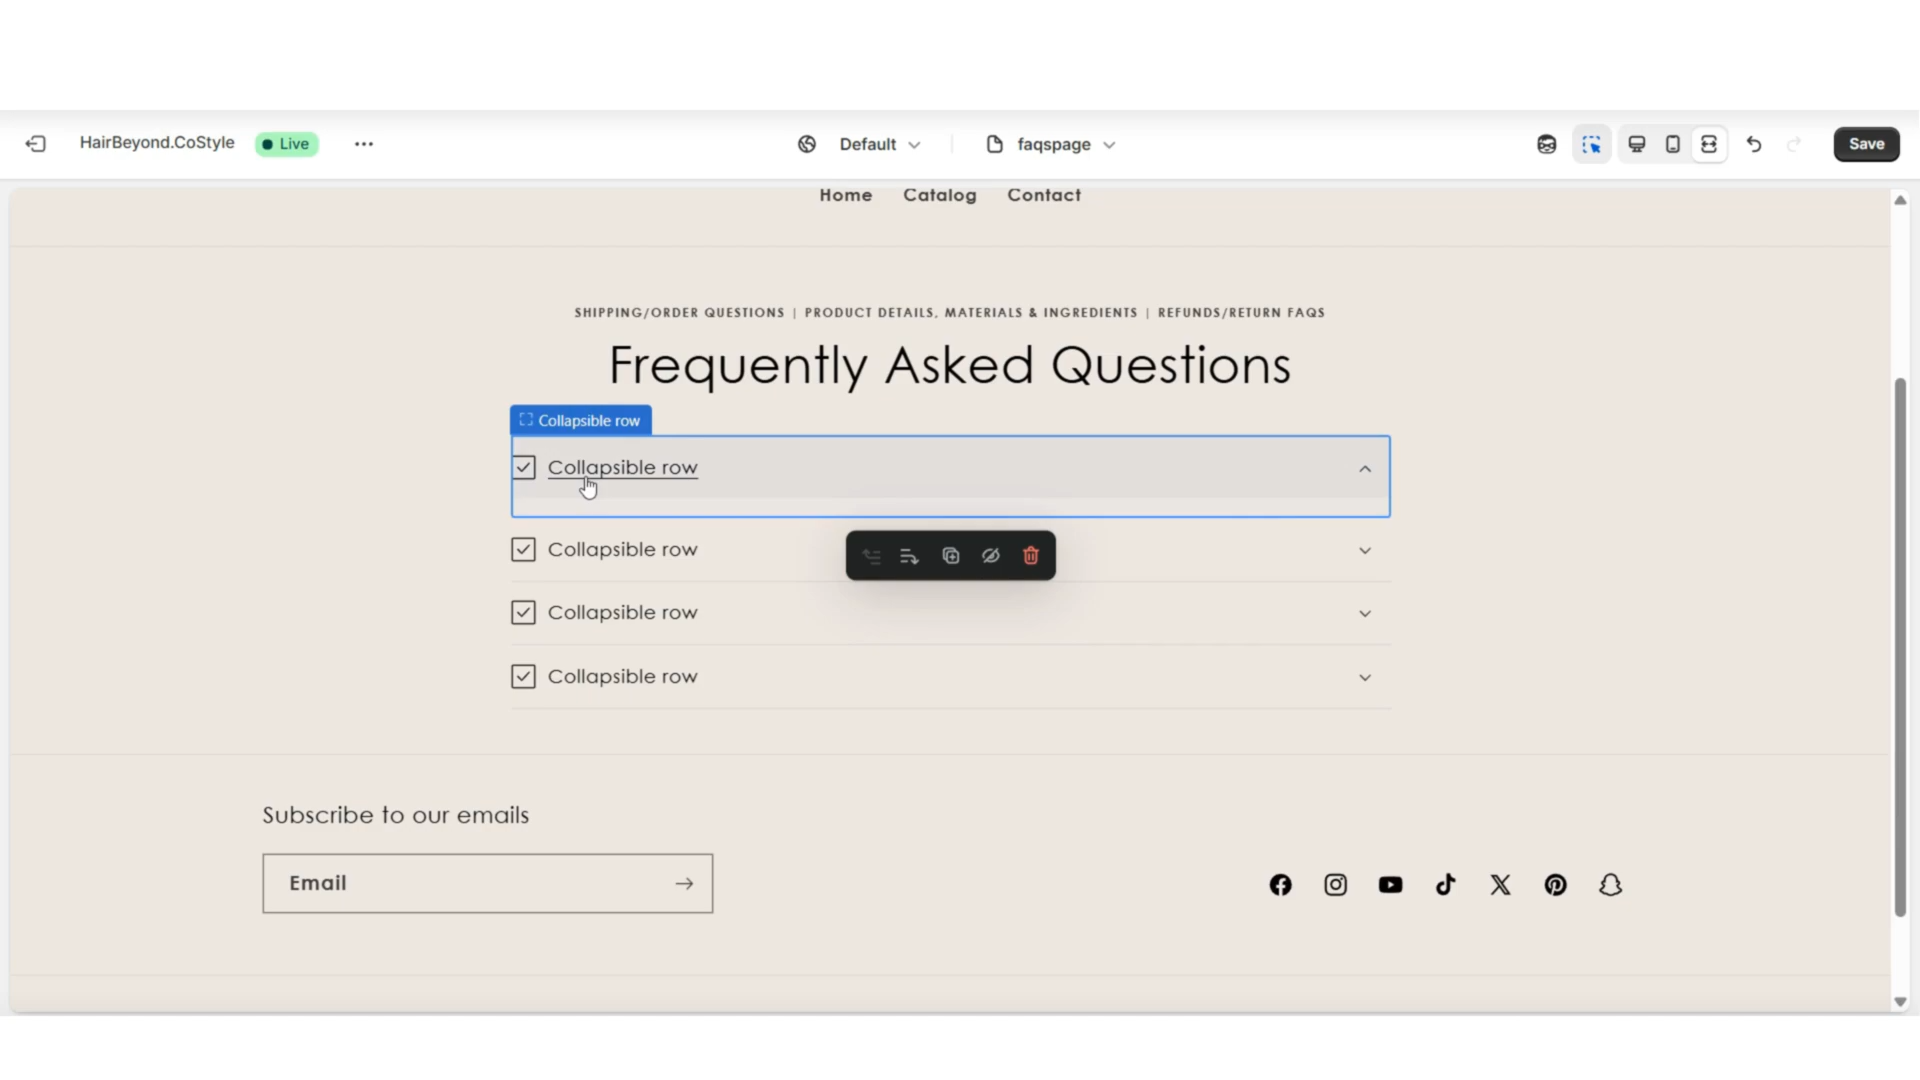 HairBeyond.CoStyle
Live
Default
faqspage
Save
Home Catalog Contact
SHIPPING/ORDER QUESTIONS | PRODUCT DETAILS, MATERIALS & INGREDIENTS | REFUNDS/RETURN FAQS
Frequently Asked Questions
Collapsible row
Collapsible row
Collapsible row
Collapsible row
Collapsible row
Subscribe to our emails
Email